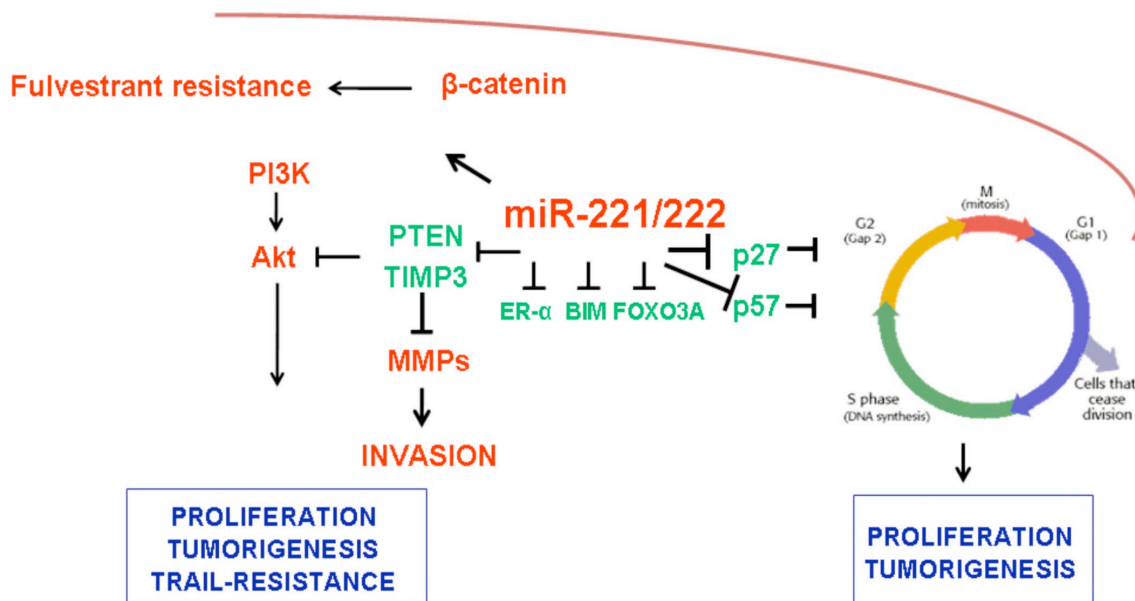 Fulvestrant resistance
β-catenin
PI3K
Akt
miR-221/222
PTEN
TIMP3
ER-α
BIM
FOXO3A
p27
p57
MMPs
INVASION
PROLIFERATION
TUMORIGENESIS
TRAIL-RESISTANCE
M
(mitosis)
G2
(Gap 2)
G1
(Gap 1)
S phase
(DNA synthesis)
Cells that
cease
division
PROLIFERATION
TUMORIGENESIS